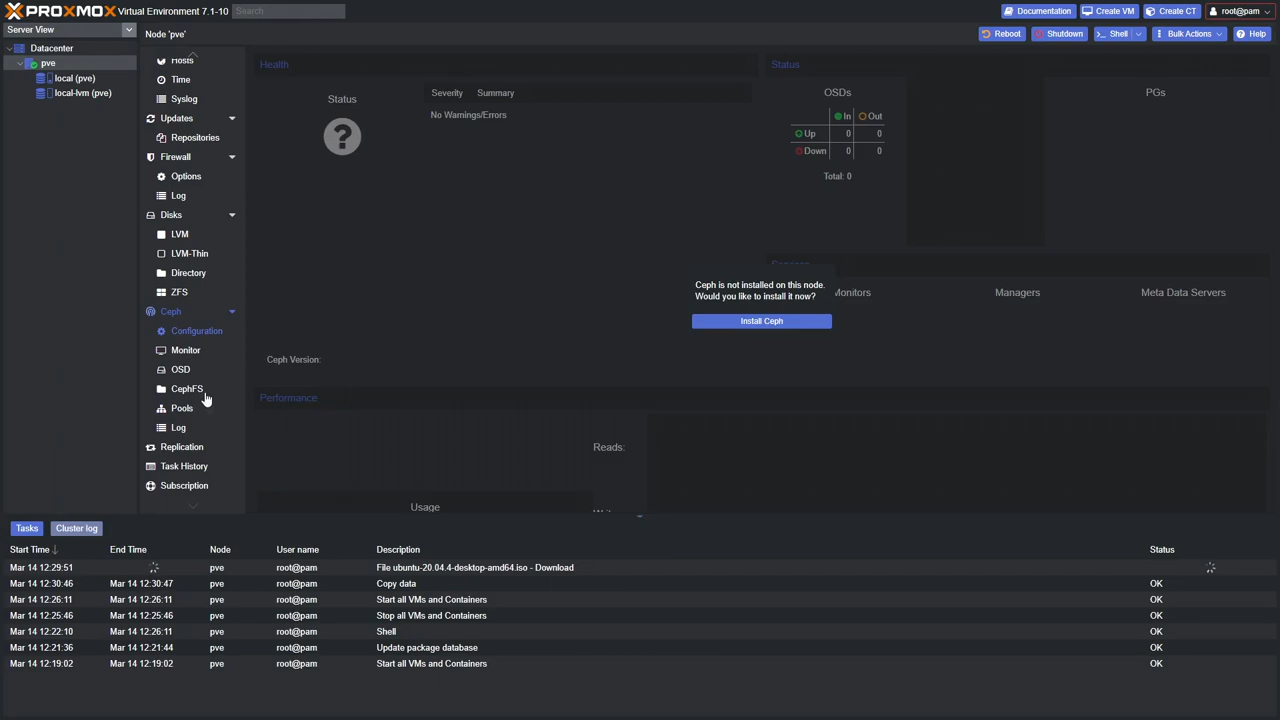 PROXMOX Virtual Environment 7.1-10 Search Documentation Create VM Create CT root@pam
Server View
Node 'pve' Reboot Shutdown Shell Bulk Actions Help
Datacenter
pve
local (pve)
local-lvm (pve)
Hosts
Time
Syslog
Updates
Repositories
Firewall
Options
Log
Disks
LVM
LVM-Thin
Directory
ZFS
Ceph
Configuration
Monitor
OSD
CephFS
Pools
Log
Replication
Task History
Subscription
Health
Status
Severity Summary
No Warnings/Errors
?
Ceph Version:
Status
OSDs
PGs
In Out
Up 0 0
Down 0 0
Total: 0
Services
Monitors Managers Meta Data Servers
Ceph is not installed on this node.
Would you like to install it now?
Install Ceph
Performance
Reads:
Usage
Tasks Cluster log
Start Time End Time Node User name Description Status
Mar 14 12:29:51 pve root@pam File ubuntu-20.04.4-desktop-amd64.iso - Download
Mar 14 12:30:46 Mar 14 12:30:47 pve root@pam Copy data OK
Mar 14 12:26:11 Mar 14 12:26:11 pve root@pam Start all VMs and Containers OK
Mar 14 12:25:46 Mar 14 12:25:46 pve root@pam Stop all VMs and Containers OK
Mar 14 12:22:10 Mar 14 12:26:11 pve root@pam Shell OK
Mar 14 12:21:36 Mar 14 12:21:44 pve root@pam Update package database OK
Mar 14 12:19:02 Mar 14 12:19:02 pve root@pam Start all VMs and Containers OK